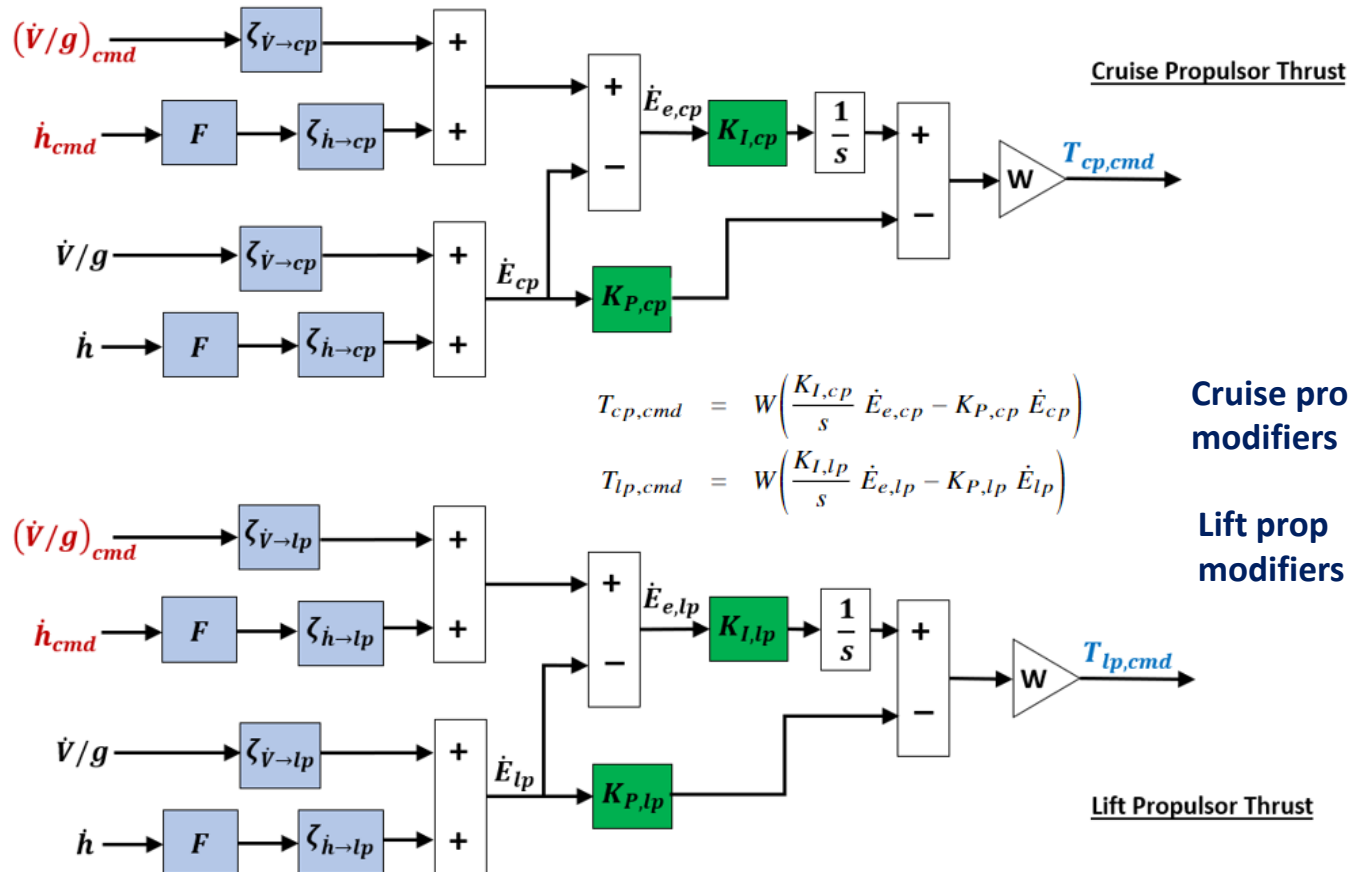 (V̇/g)cmd ζV̇→cp +
ḣcmd F ζḣ→cp +
+ − Ėe,cp KI,cp 1/s + − W Tcp,cmd
Cruise Propulsor Thrust
V̇/g ζV̇→cp +
ḣ F ζḣ→cp +
Ėcp KP,cp
Tcp,cmd = W(KI,cp/s Ėe,cp − KP,cp Ėcp)
Tlp,cmd = W(KI,lp/s Ėe,lp − KP,lp Ėlp)
Cruise pro
modifiers
Lift prop
modifiers
(V̇/g)cmd ζV̇→lp +
ḣcmd F ζḣ→lp +
+ − Ėe,lp KI,lp 1/s + − W Tlp,cmd
V̇/g ζV̇→lp +
ḣ F ζḣ→lp +
Ėlp KP,lp
Lift Propulsor Thrust